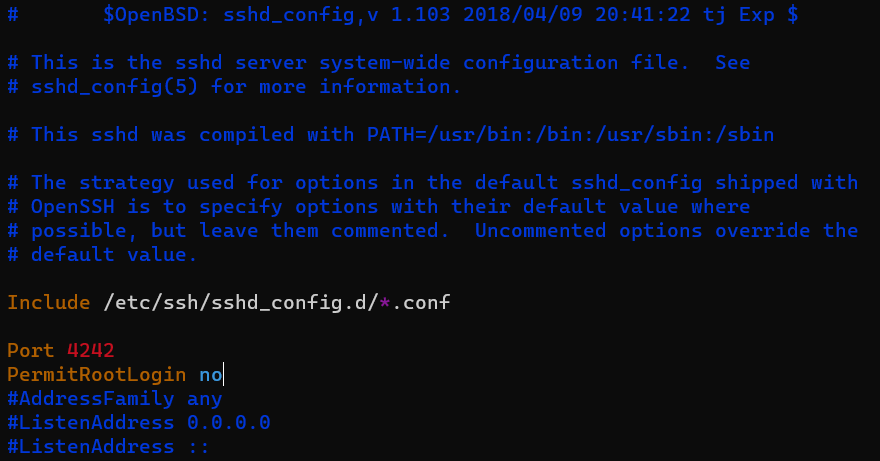 #       $OpenBSD: sshd_config,v 1.103 2018/04/09 20:41:22 tj Exp $
# This is the sshd server system-wide configuration file.  See
# sshd_config(5) for more information.
# This sshd was compiled with PATH=/usr/bin:/bin:/usr/sbin:/sbin
# The strategy used for options in the default sshd_config shipped with
# OpenSSH is to specify options with their default value where
# possible, but leave them commented.  Uncommented options override the
# default value.
Include /etc/ssh/sshd_config.d/*.conf
Port 4242
PermitRootLogin no
#AddressFamily any
#ListenAddress 0.0.0.0
#ListenAddress ::